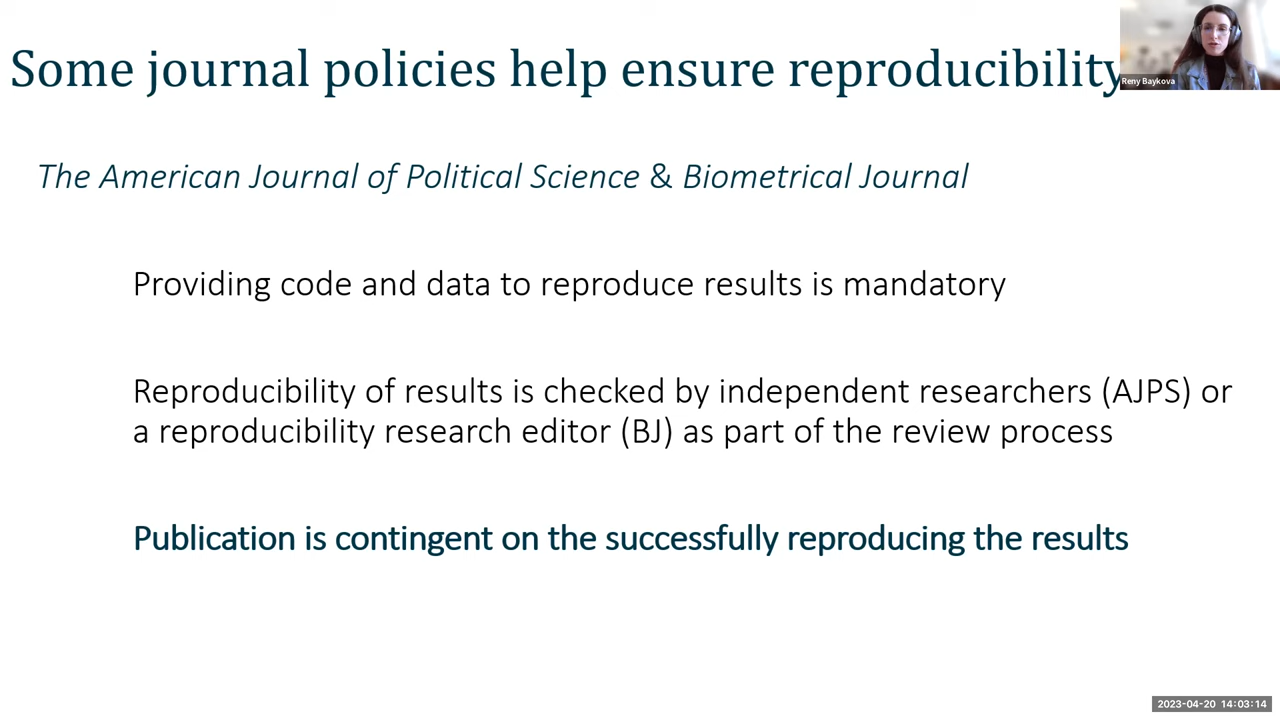 Some journal policies help ensure reproducibility
Reny Baykova
The American Journal of Political Science & Biometrical Journal
Providing code and data to reproduce results is mandatory
Reproducibility of results is checked by independent researchers (AJPS) or
a reproducibility research editor (BJ) as part of the review process
Publication is contingent on the successfully reproducing the results
2023-04-20 14:03:14